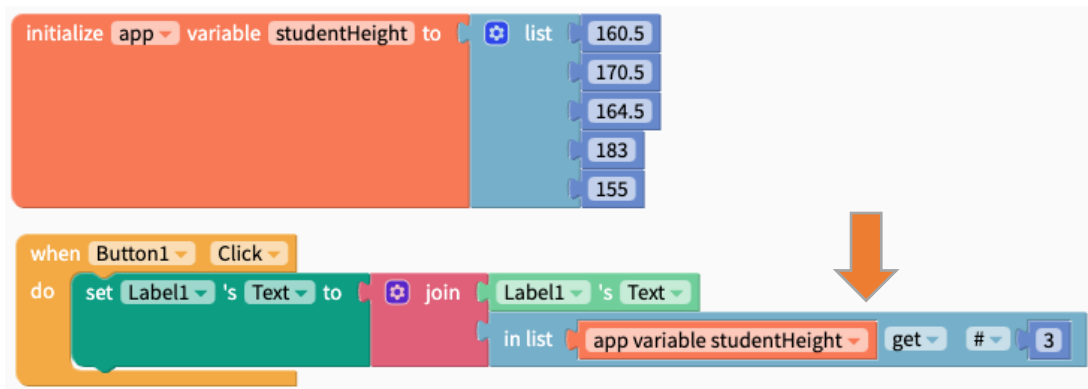 initialize app variable studentHeight to list 160.5
170.5
164.5
183
155
when Button1 Click
do set Label1 's Text to join Label1 's Text
in list app variable studentHeight get # 3